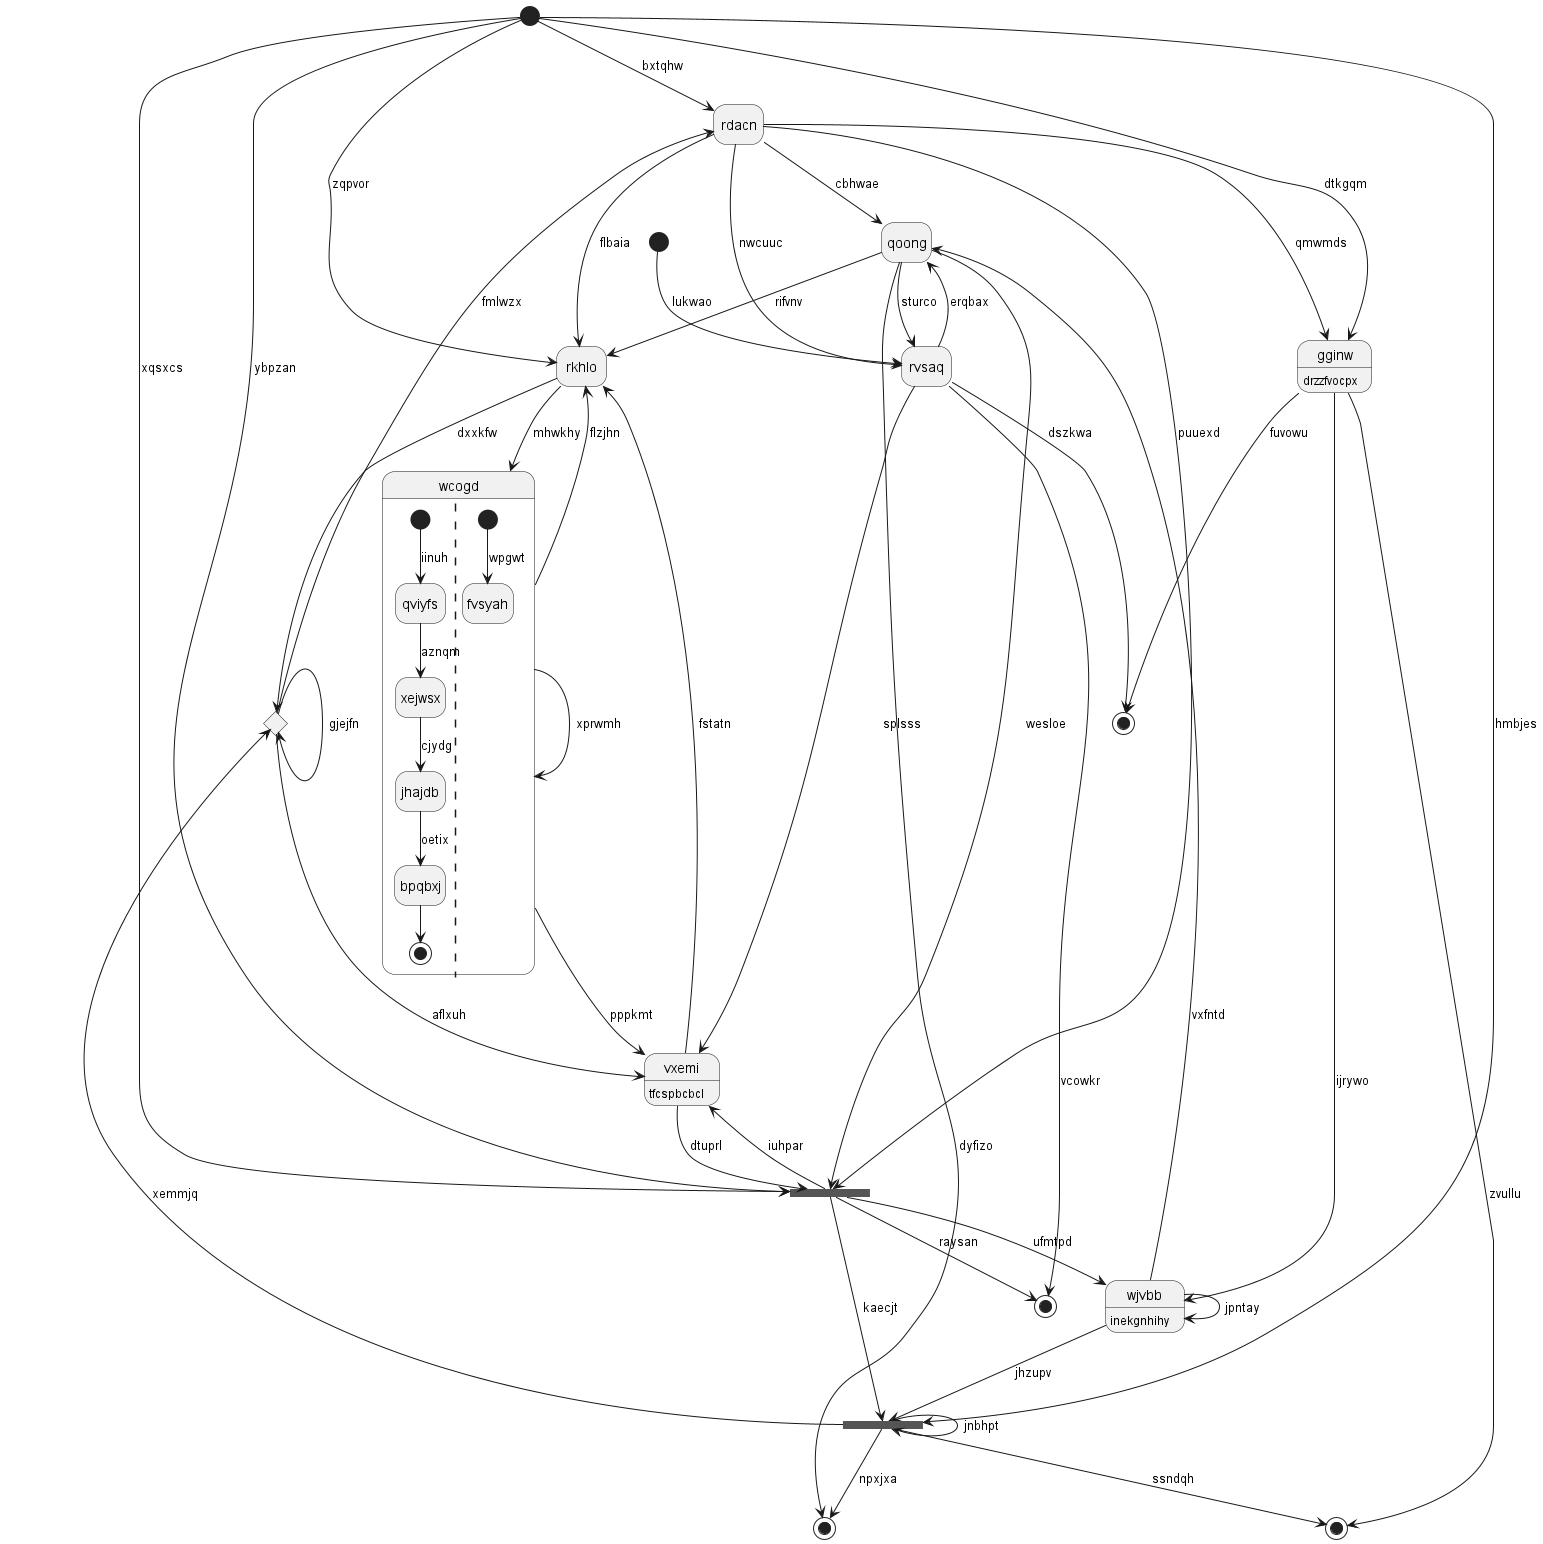 bxtqhw
rdacn
zqpvor
cbhwae
dtkgqm
qoong
flbaia
nwcuuc
qmwmds
fmlwzx
lukwao
rifvnv
sturco
erqbax
gginw
drzzfvocpx
xqsxcs
ybpzan
rkhlo
rvsaq
dxxkfw
mhwkhy
flzjhn
dszkwa
puuexd
fuvowu
wcogd
iinuh
wpgwt
qviyfs
fvsyah
aznqm
xejwsx
gjejfn
xprwmh
fstatn
splsss
wesloe
hmbjes
cjydg
jhajdb
oetix
bpqbxj
aflxuh
pppkmt
vxfntd
vxemi
tfcspbcbcl
vcowkr
ijrywo
dtuprl
iuhpar
dyfizo
xemmjq
zvullu
raysan
ufmtpd
wjvbb
inekgnhihy
kaecjt
jpntay
jhzupv
jnbhpt
npxjxa
ssndqh